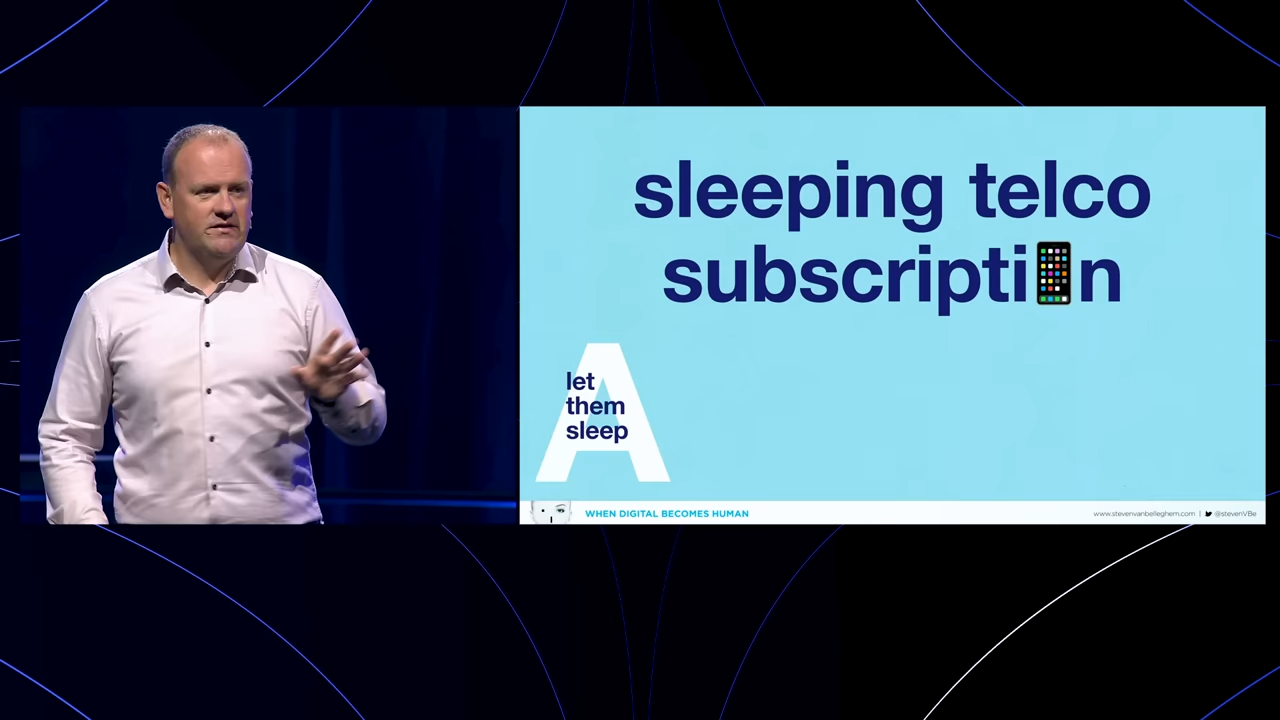 sleeping telco
subscripti📱n
A
let
them
sleep
WHEN DIGITAL BECOMES HUMAN
www.stevenvanbelleghem.com | @stevenVBe